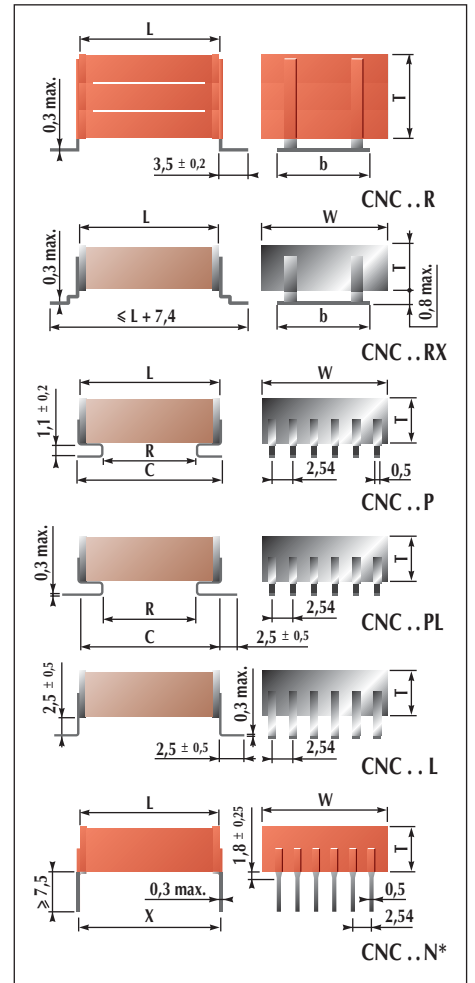 L
0,3 max.
T
3,5 ± 0,2
b
CNC ..R
L
W
0,3 max.
T
0,8 max.
≤ L + 7,4
b
CNC ..RX
L
W
1,1 ± 0,2
T
R
C
2,54
0,5
CNC ..P
0,3 max.
T
R
2,54
C
2,5 ± 0,5
CNC ..PL
2,5 ± 0,5
0,3 max.
T
2,5 ± 0,5
2,54
CNC .. L
L
W
1,8 ± 0,25
T
≥ 7,5
0,3 max.
0,5
X
2,54
CNC ..N*